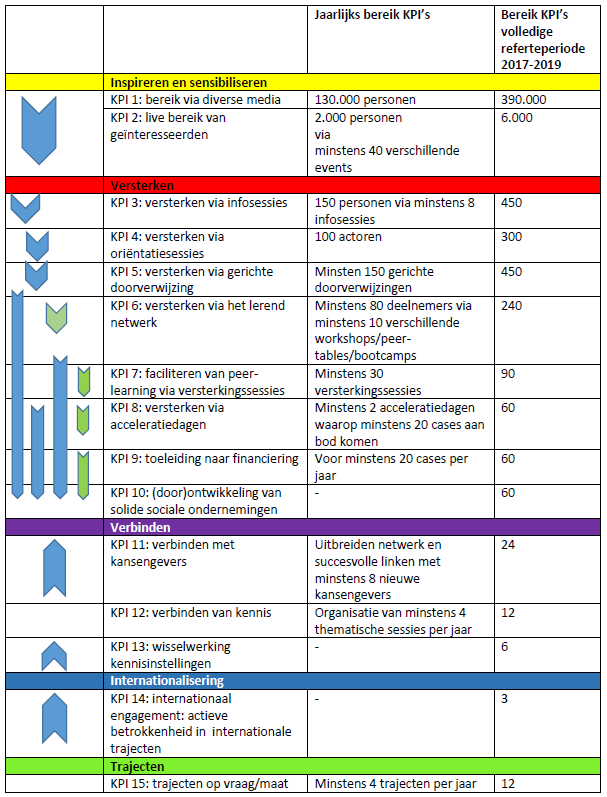 Jaarlijks bereik KPI's
Bereik KPI's
volledige
referteperiode
2017-2019
Inspireren en sensibiliseren
KPI 1: bereik via diverse media
130.000 personen
390.000
KPI 2: live bereik van
geïnteresseerden
2.000 personen
via
minstens 40 verschillende
events
6.000
Versterken
KPI 3: versterken via infosessies
150 personen via minstens 8
infosessies
450
KPI 4: versterken via
oriëntatiesessies
100 actoren
300
KPI 5: versterken via gerichte
doorverwijzing
Minsten 150 gerichte
doorverwijzingen
450
KPI 6: versterken via het lerend
netwerk
Minstens 80 deelnemers via
minstens 10 verschillende
workshops/peer-
tables/bootcamps
240
KPI 7: faciliteren van peer-
learning via versterkingssessies
Minstens 30
versterkingssessies
90
KPI 8: versterken via
acceleratiedagen
Minstens 2 acceleratiedagen
waarop minstens 20 cases aan
bod komen
60
KPI 9: toeleiding naar financiering
Voor minstens 20 cases per
jaar
60
KPI 10: (door)ontwikkeling van
solide sociale ondernemingen
-
60
Verbinden
KPI 11: verbinden met
kansengevers
Uitbreiden netwerk en
succesvolle linken met
minstens 8 nieuwe
kansengevers
24
KPI 12: verbinden van kennis
Organisatie van minstens 4
thematische sessies per jaar
12
KPI 13: wisselwerking
kennisinstellingen
-
6
Internationalisering
KPI 14: internationaal
engagement: actieve
betrokkenheid in internationale
trajecten
-
3
Trajecten
KPI 15: trajecten op vraag/maat
Minstens 4 trajecten per jaar
12